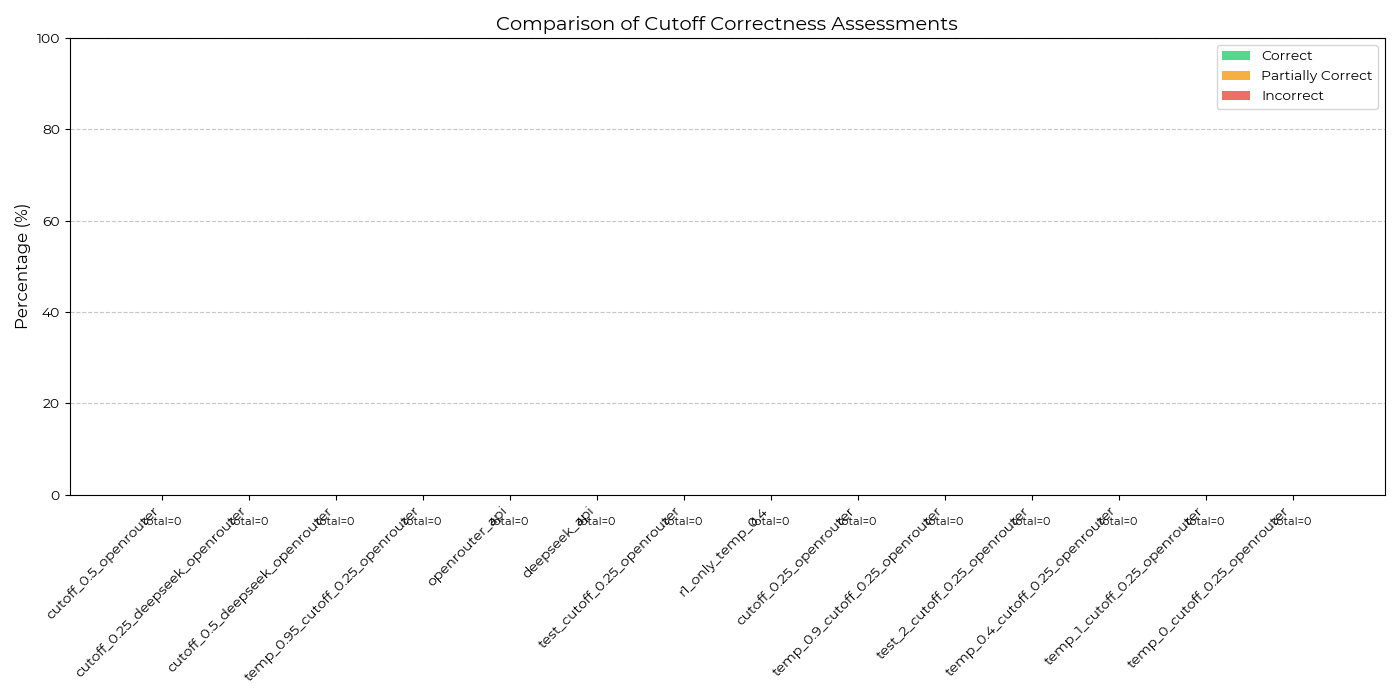 Comparison of Cutoff Correctness Assessments
Correct
Partially Correct
Incorrect
Percentage (%)
100
80
60
40
20
0
total=0
total=0
total=0
total=0
total=0
total=0
total=0
total=0
total=0
total=0
total=0
total=0
total=0
total=0
cutoff_0.5_openrouter
cutoff_0.25_deepseek_openrouter
cutoff_0.5_deepseek_openrouter
temp_0.95_cutoff_0.25_openrouter
openrouter_api
deepseek_api
test_cutoff_0.25_openrouter
r1_only_temp_0.4
cutoff_0.25_openrouter
temp_0.9_cutoff_0.25_openrouter
test_2_cutoff_0.25_openrouter
temp_0.4_cutoff_0.25_openrouter
temp_1_cutoff_0.25_openrouter
temp_0_cutoff_0.25_openrouter